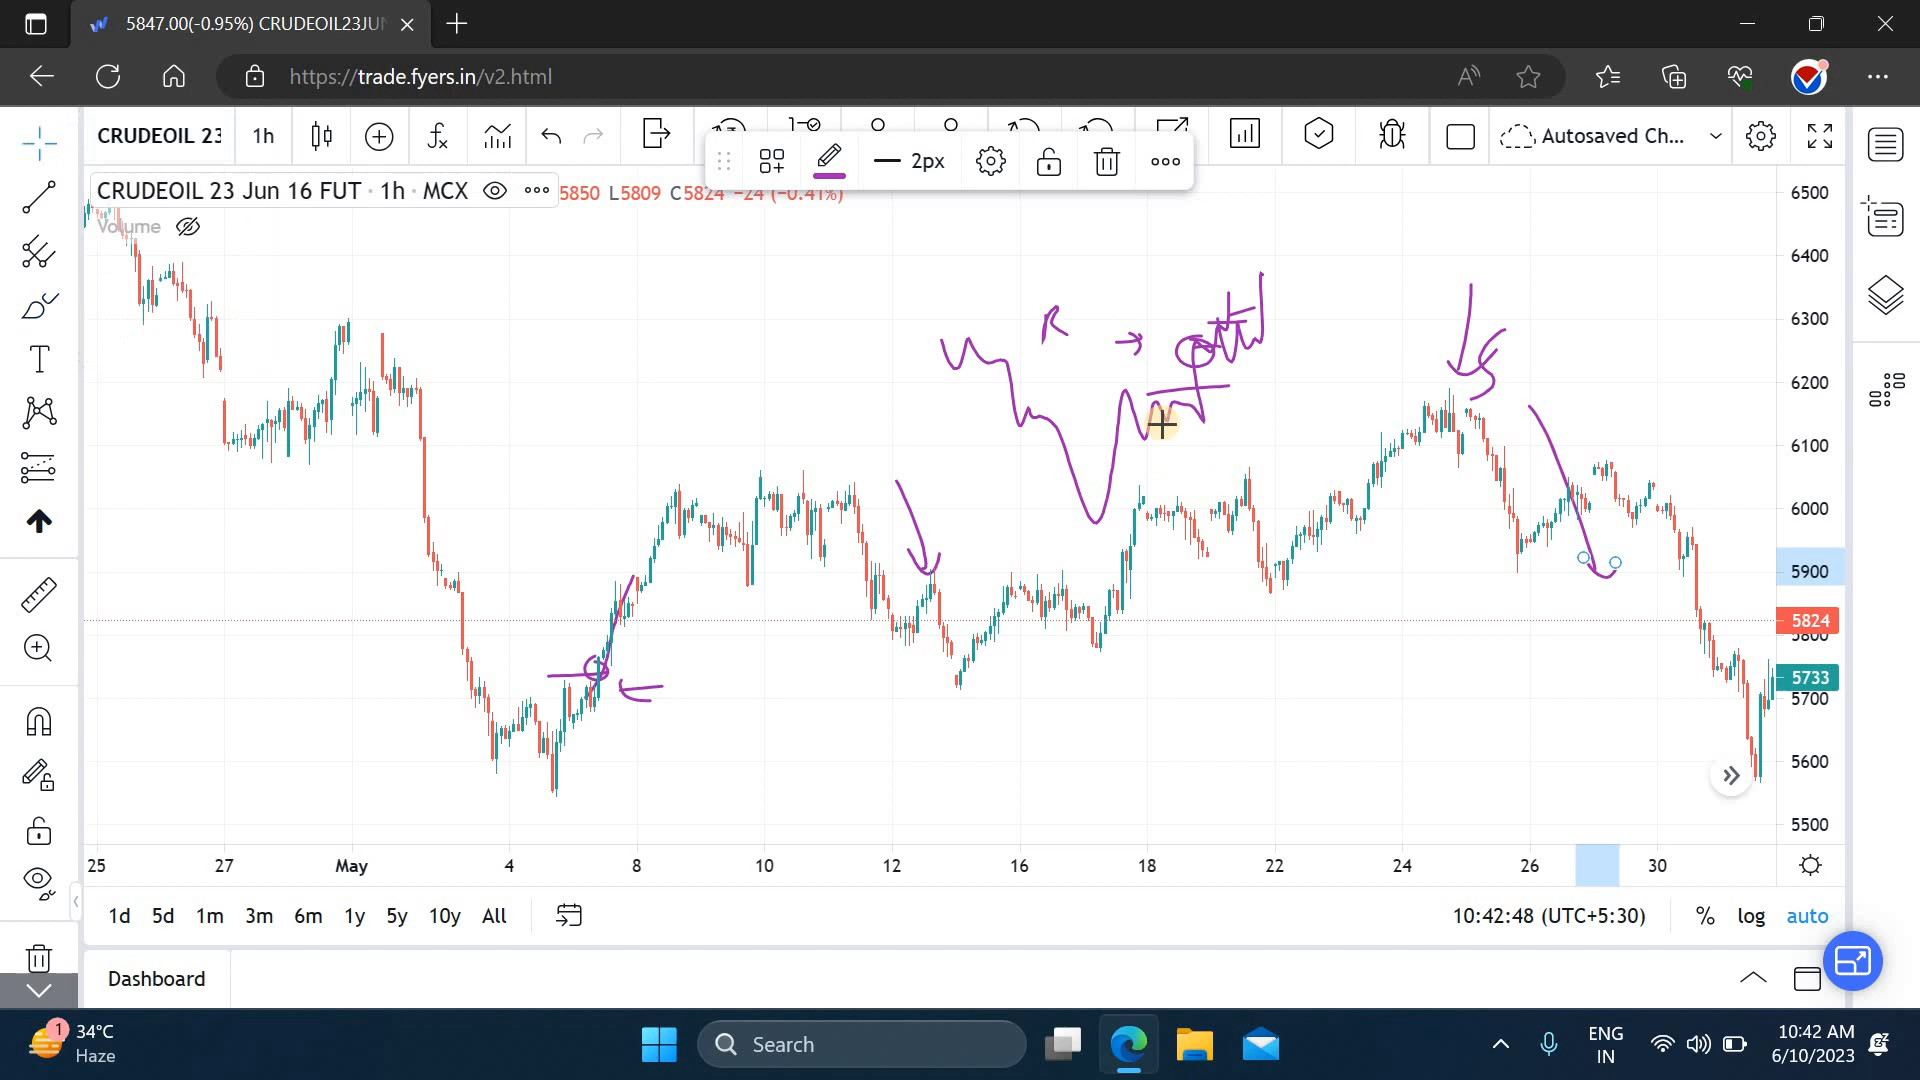 5847.00(-0.95%) CRUDEOIL23JUN
https://trade.fyers.in/v2.html
CRUDEOIL 23
1h
2px
Autosaved Ch...
CRUDEOIL 23 Jun 16 FUT · 1h · MCX
5850 L5809 C5824 −24 (−0.41%)
Volume
6500
6400
6300
6200
6100
6000
5900
5824
5800
5733
5700
5600
5500
25 27 May 4 8 10 12 16 18 22 24 26 30
1d 5d 1m 3m 6m 1y 5y 10y All
10:42:48 (UTC+5:30)
% log auto
Dashboard
1
34°C
Haze
Search
ENG
IN
10:42 AM
6/10/2023